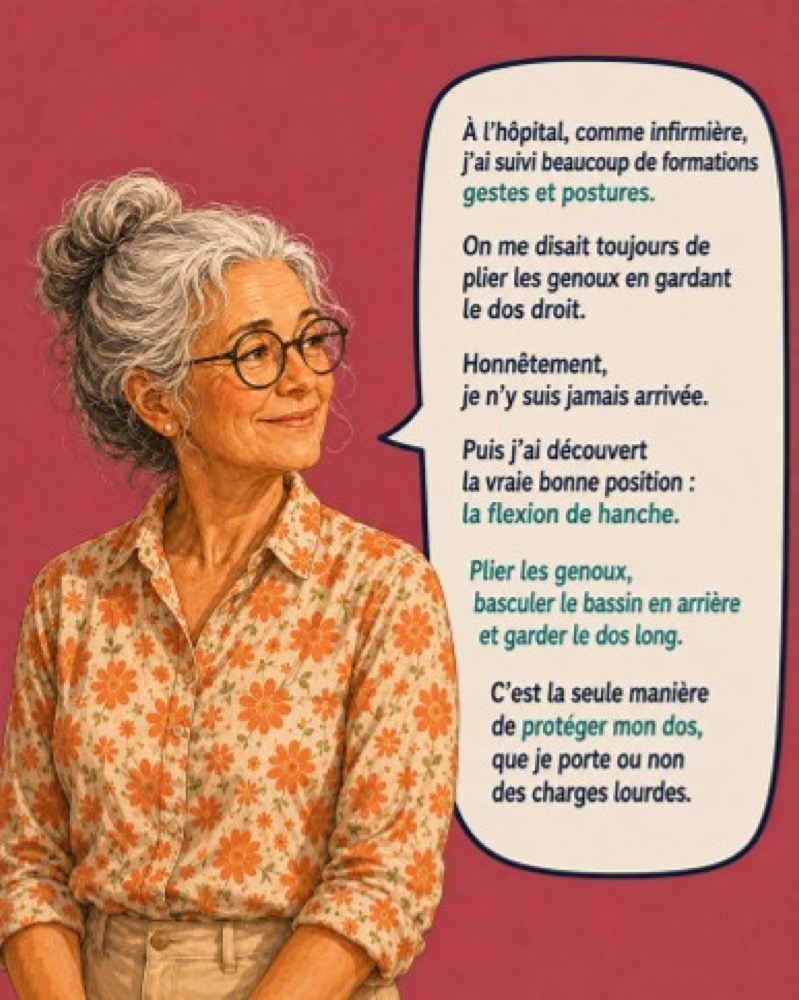 À l'hôpital, comme infirmière,
j'ai suivi beaucoup de formations
gestes et postures.
On me disait toujours de
plier les genoux en gardant
le dos droit.
Honnêtement,
je n'y suis jamais arrivée.
Puis j'ai découvert
la vraie bonne position :
la flexion de hanche.
Plier les genoux,
basculer le bassin en arrière
et garder le dos long.
C'est la seule manière
de protéger mon dos,
que je porte ou non
des charges lourdes.